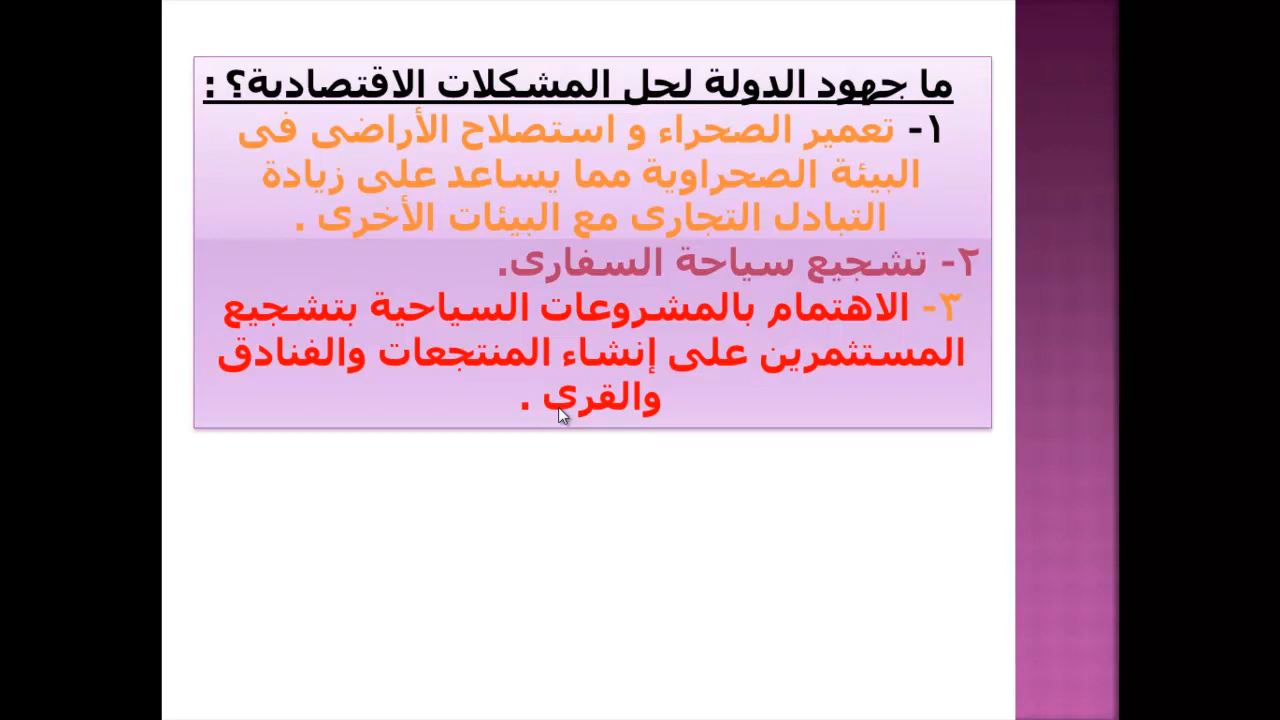 ما جهود الدولة لحل المشكلات الاقتصادية؟ :
١- تعمير الصحراء و استصلاح الأراضى فى
البيئة الصحراوية مما يساعد على زيادة
التبادل التجارى مع البيئات الأخرى .
٢- تشجيع سياحة السفارى.
٣- الاهتمام بالمشروعات السياحية بتشجيع
المستثمرين على إنشاء المنتجعات والفنادق
والقرى .